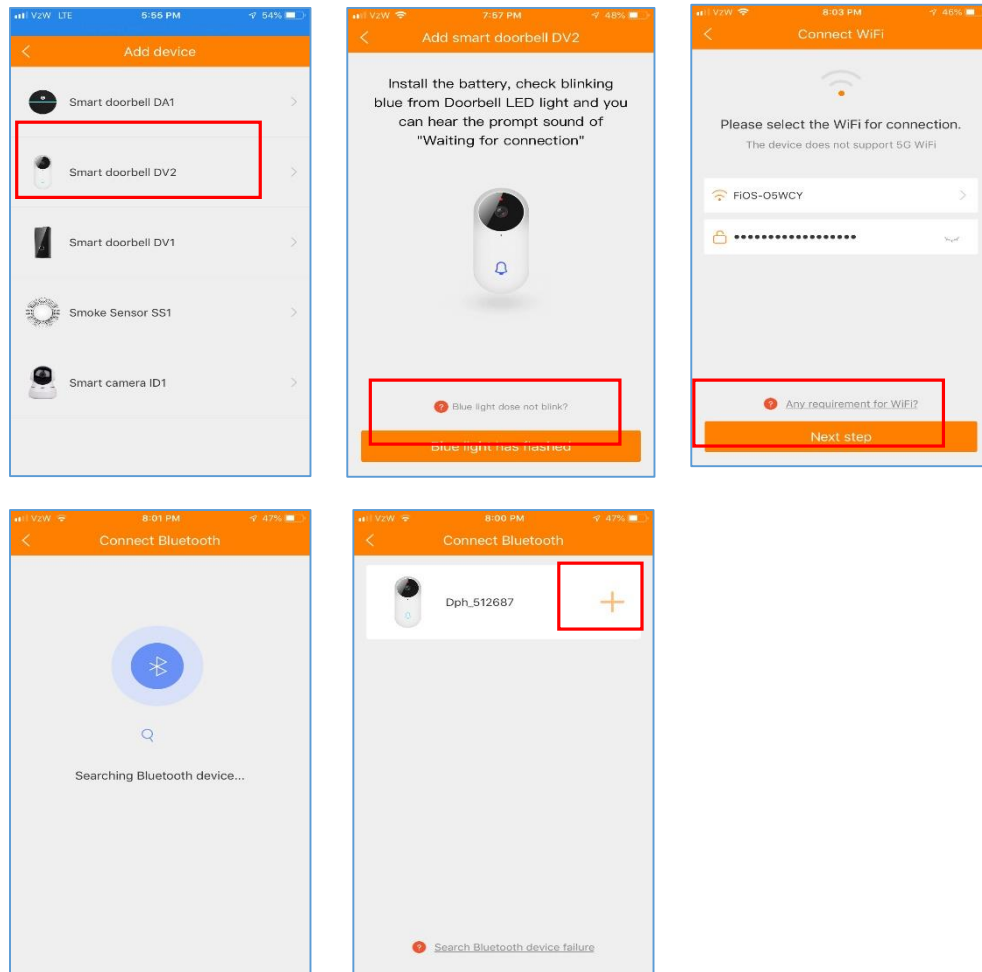 VZW LTE 5:55 PM 54%
Add device
Smart doorbell DA1
Smart doorbell DV2
Smart doorbell DV1
Smoke Sensor SS1
Smart camera ID1
VZW 7:57 PM 48%
Add smart doorbell DV2
Install the battery, check blinking
blue from Doorbell LED light and you
can hear the prompt sound of
"Waiting for connection"
? Blue light dose not blink?
Blue light has flashed
VZW 8:03 PM 46%
Connect WiFi
Please select the WiFi for connection.
The device does not support 5G WiFi
FiOS-O5WCY
••••••••••••••••••
? Any requirement for WiFi?
Next step
VZW 8:01 PM 47%
Connect Bluetooth
Searching Bluetooth device...
VZW 8:00 PM 47%
Connect Bluetooth
Dph_512687
? Search Bluetooth device failure